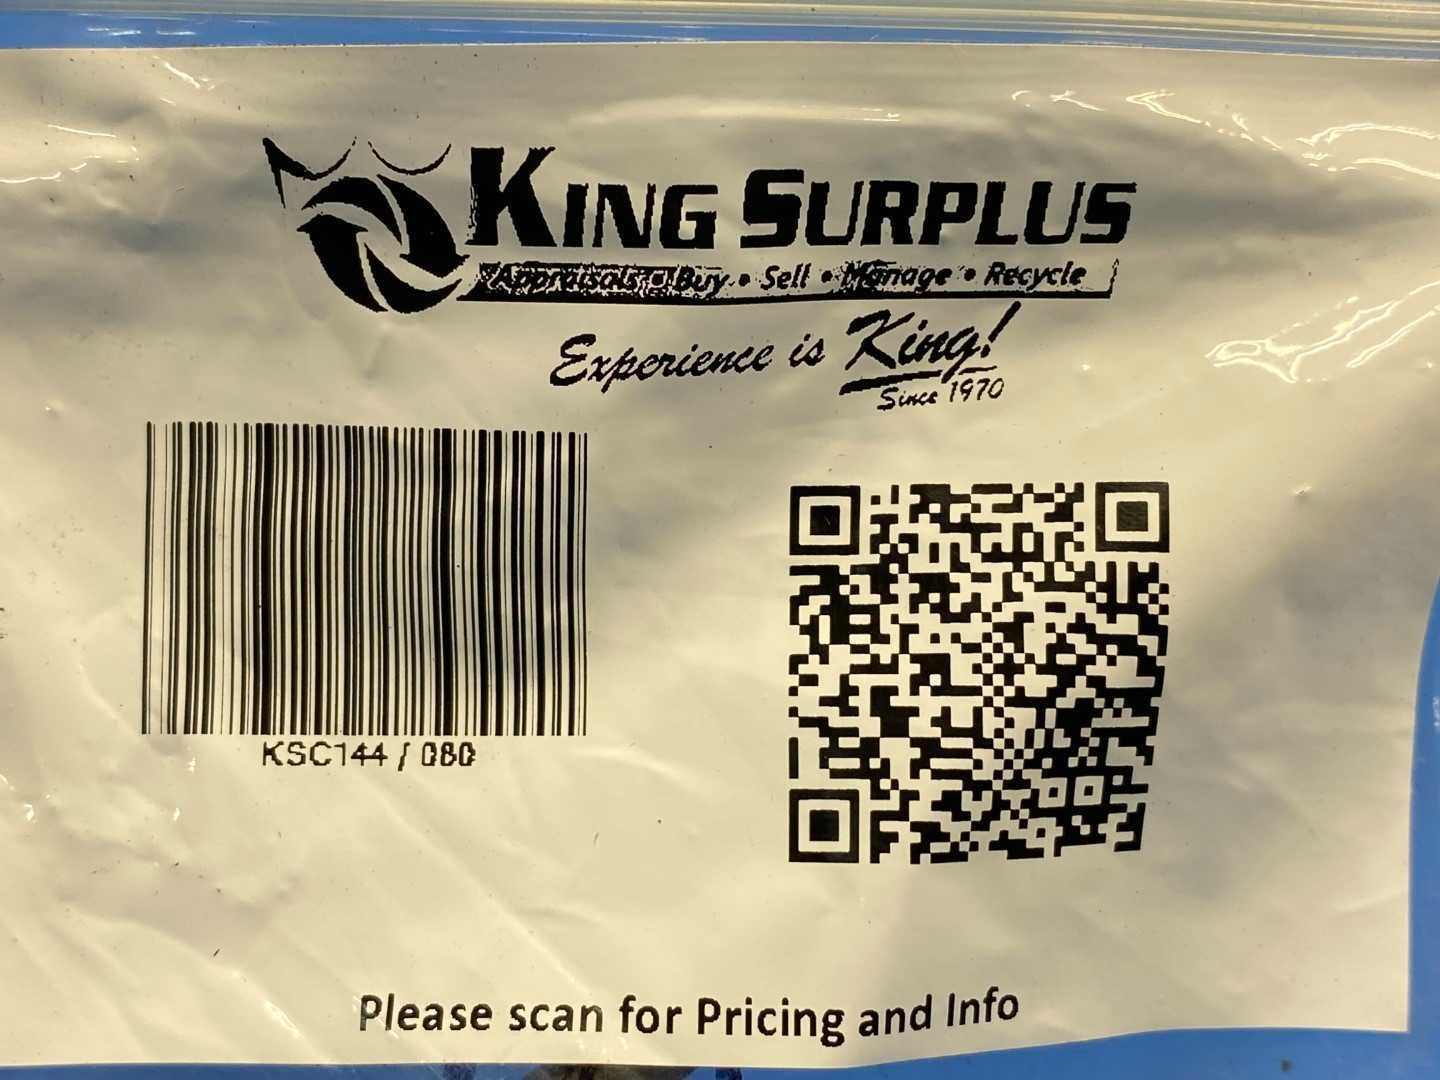 KING SURPLUS
Appraisals • Buy • Sell • Manage • Recycle
Experience is King!
Since 1970
KSC144 / 080
Please scan for Pricing and Info